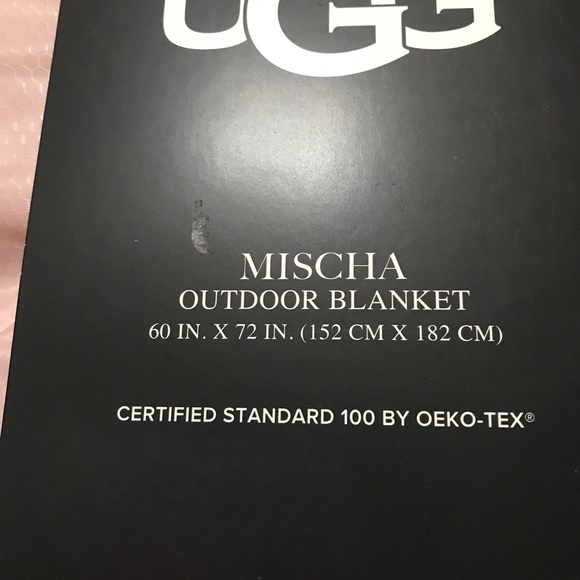 UGG
MISCHA
OUTDOOR BLANKET
60 IN. X 72 IN. (152 CM X 182 CM)
CERTIFIED STANDARD 100 BY OEKO-TEX®